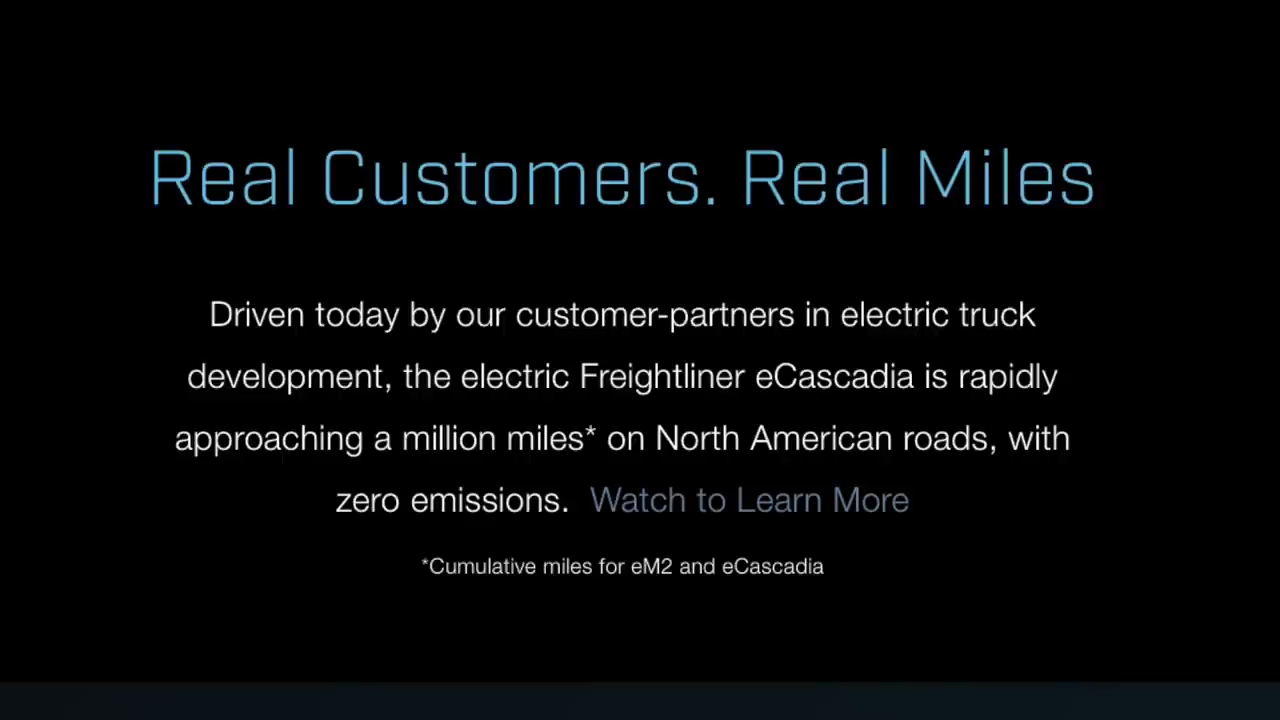 Real Customers. Real Miles
Driven today by our customer-partners in electric truck
development, the electric Freightliner eCascadia is rapidly
approaching a million miles* on North American roads, with
zero emissions. Watch to Learn More
*Cumulative miles for eM2 and eCascadia